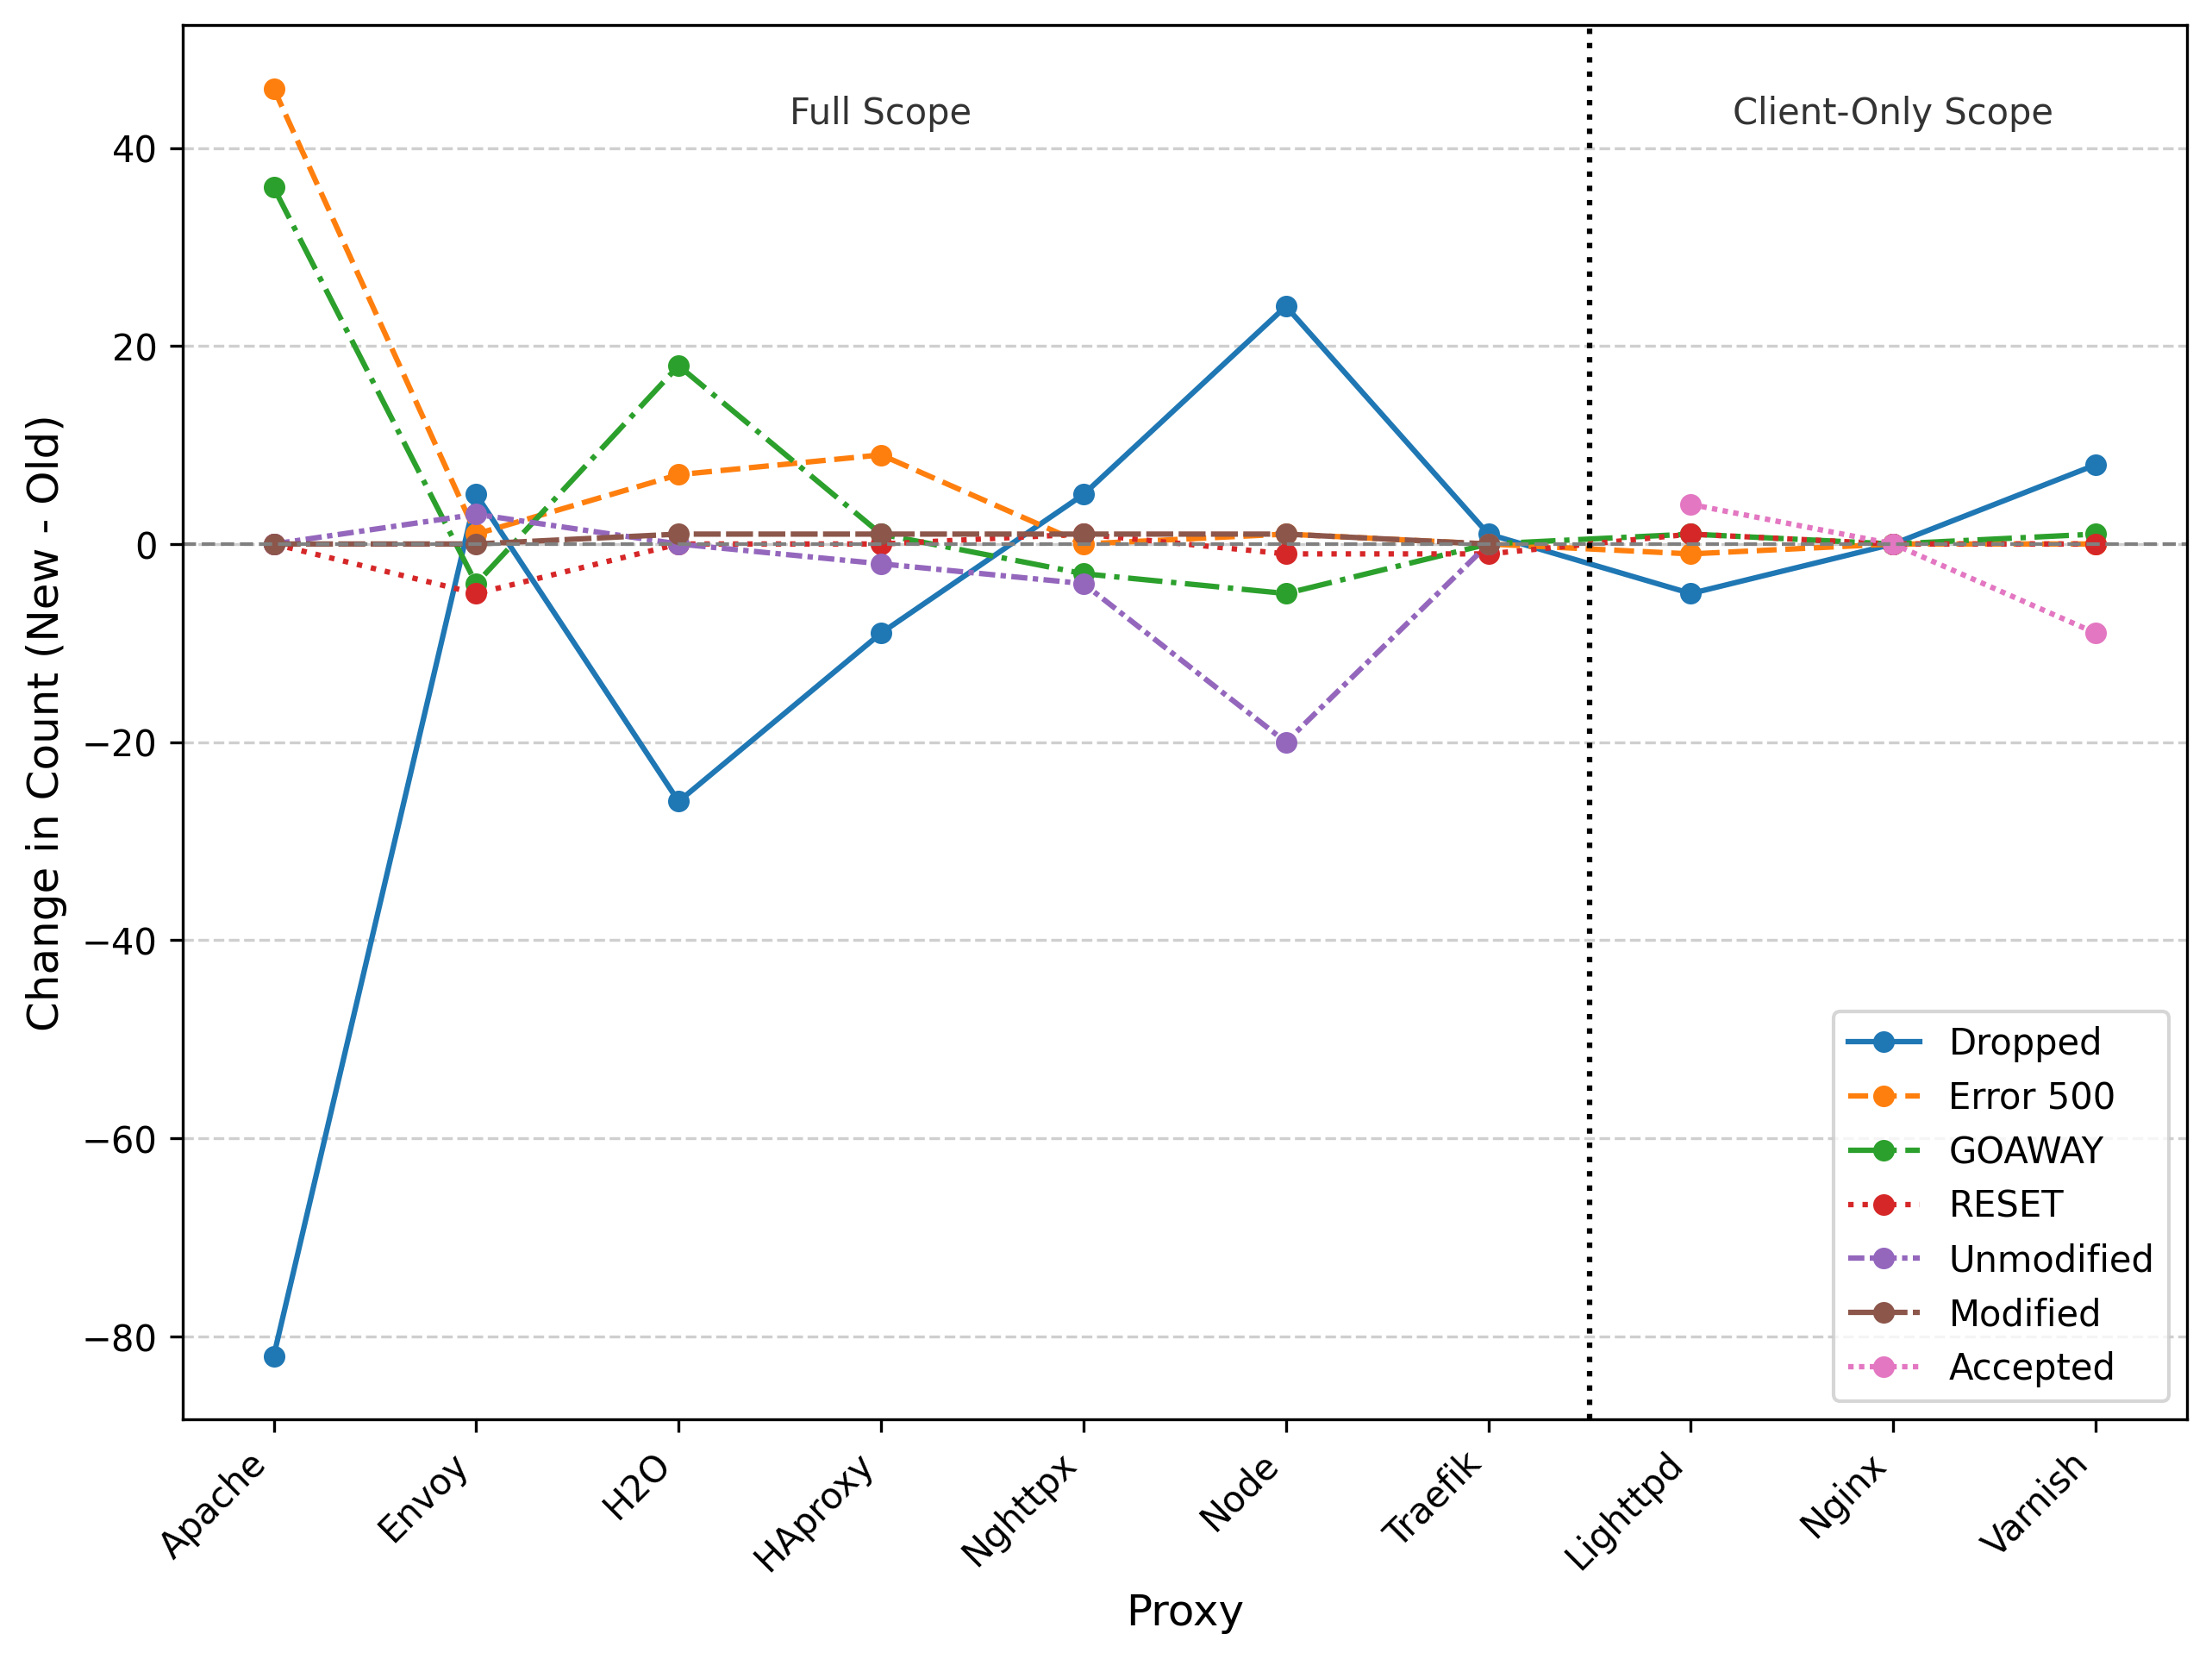 Full Scope
Client-Only Scope
40
20
0
−20
−40
−60
−80
Change in Count (New - Old)
Dropped
Error 500
GOAWAY
RESET
Unmodified
Modified
Accepted
Apache
Envoy
H2O
HAproxy
Nghttpx
Node
Traefik
Lighttpd
Nginx
Varnish
Proxy